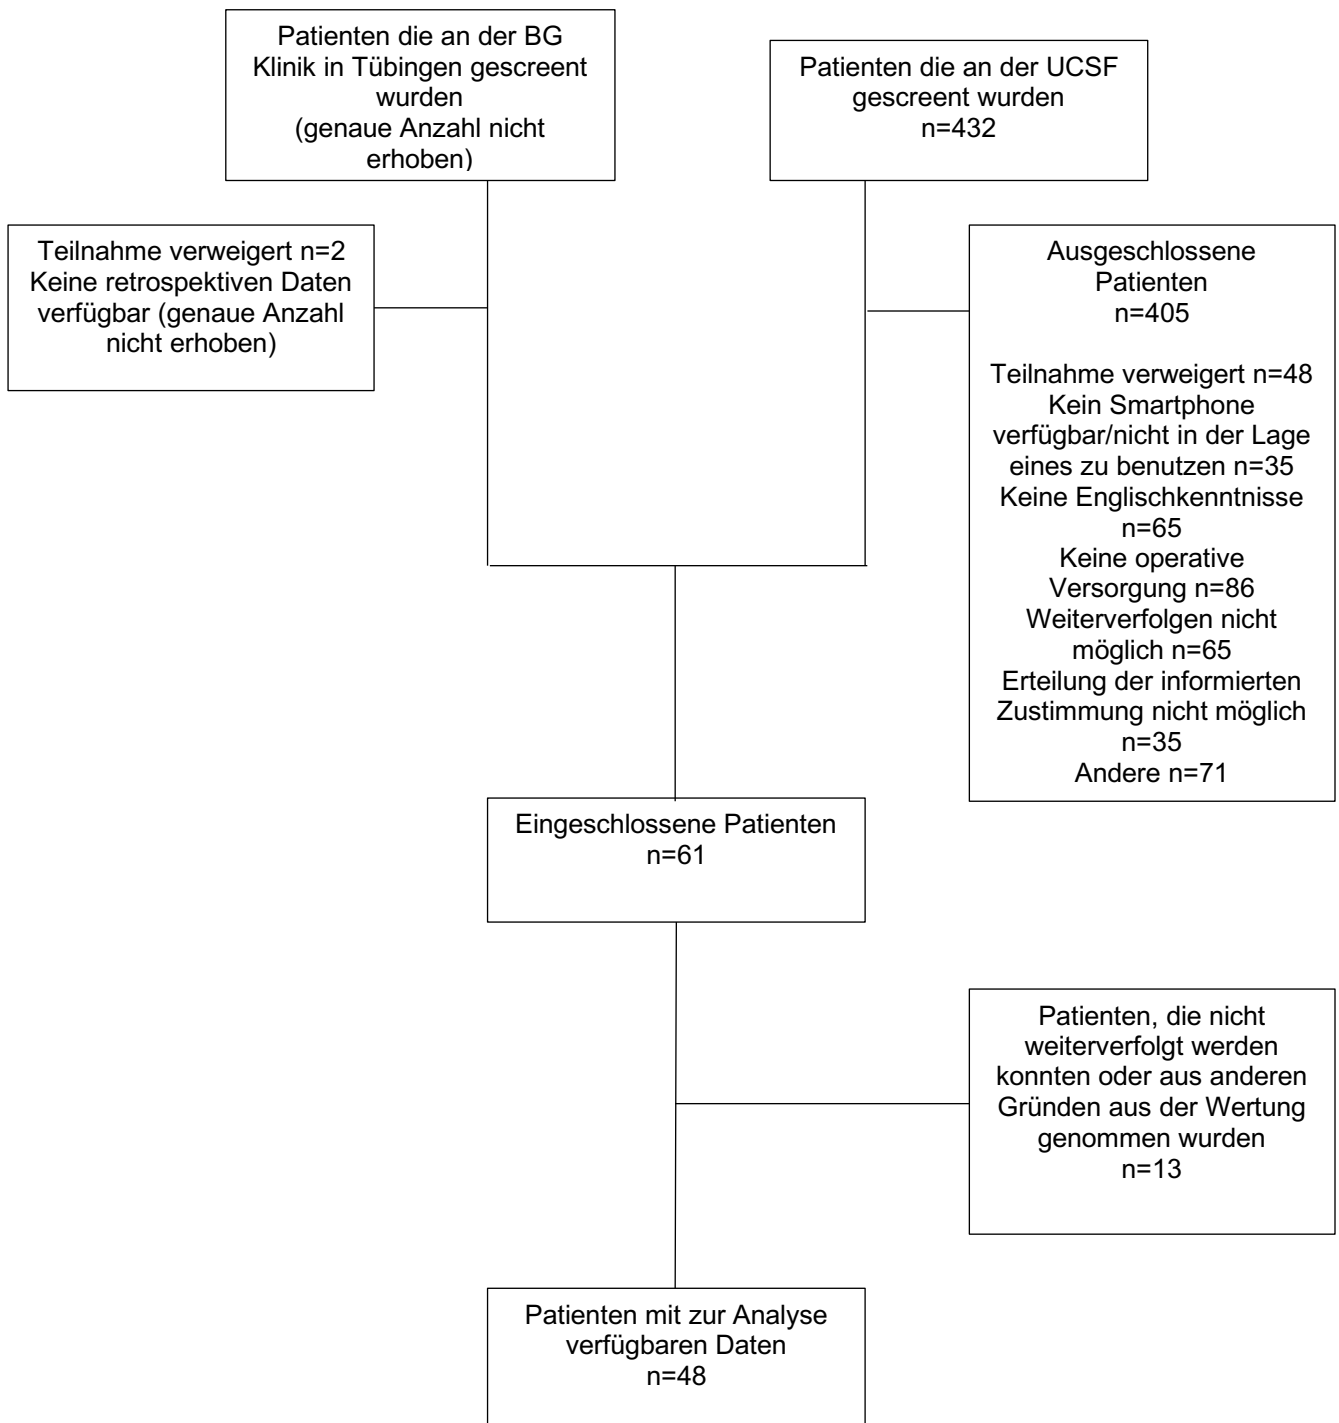 Patienten die an der BG
Klinik in Tübingen gescreent
wurden
(genaue Anzahl nicht
erhoben)
Patienten die an der UCSF
gescreent wurden
n=432
Teilnahme verweigert n=2
Keine retrospektiven Daten
verfügbar (genaue Anzahl
nicht erhoben)
Ausgeschlossene
Patienten
n=405
Teilnahme verweigert n=48
Kein Smartphone
verfügbar/nicht in der Lage
eines zu benutzen n=35
Keine Englischkenntnisse
n=65
Keine operative
Versorgung n=86
Weiterverfolgen nicht
möglich n=65
Erteilung der informierten
Zustimmung nicht möglich
n=35
Andere n=71
Eingeschlossene Patienten
n=61
Patienten, die nicht
weiterverfolgt werden
konnten oder aus anderen
Gründen aus der Wertung
genommen wurden
n=13
Patienten mit zur Analyse
verfügbaren Daten
n=48